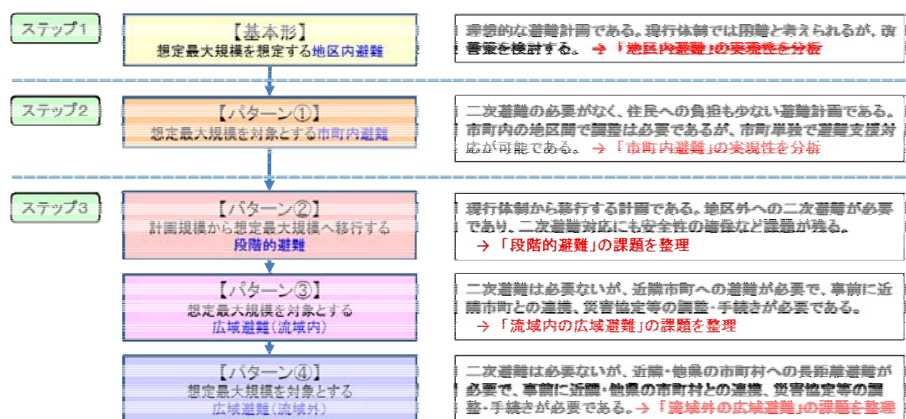 ステップ1
【基本形】
想定最大規模を想定する地区内避難
理想的な避難計画である。現行体制では困難と考えられるが、改
善策を検討する。 → 「地区内避難」の実現性を分析
ステップ2
【パターン①】
想定最大規模を対象とする市町内避難
二次避難の必要がなく、住民への負担も少ない避難計画である。
市町内の地区間で調整は必要であるが、市町単独で避難支援対
応が可能である。 → 「市町内避難」の実現性を分析
ステップ3
【パターン②】
計画規模から想定最大規模へ移行する
段階的避難
現行体制から移行する計画である。地区外への二次避難が必要
であり、二次避難対応にも安全性の確保など課題が残る。
→ 「段階的避難」の課題を整理
【パターン③】
想定最大規模を対象とする
広域避難(流域内)
二次避難は必要ないが、近隣市町への避難が必要で、事前に近
隣市町との連携、災害協定等の調整・手続きが必要である。
→ 「流域内の広域避難」の課題を整理
【パターン④】
想定最大規模を対象とする
広域避難(流域外)
二次避難は必要ないが、近隣・他県の市町村への長距離避難が
必要で、事前に近隣・他県の市町村との連携、災害協定等の調
整・手続きが必要である。→ 「流域外の広域避難」の課題を整理